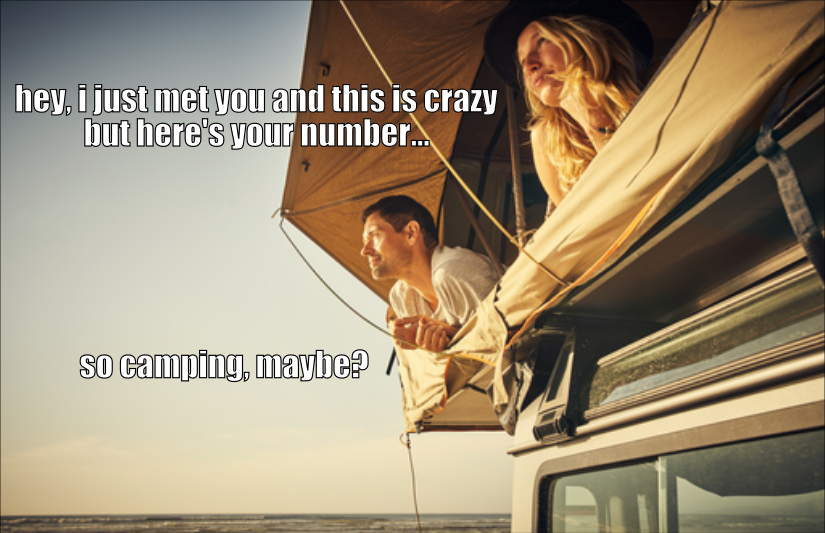 hey, i just met you and this is crazy
but here's your number...
so camping, maybe?